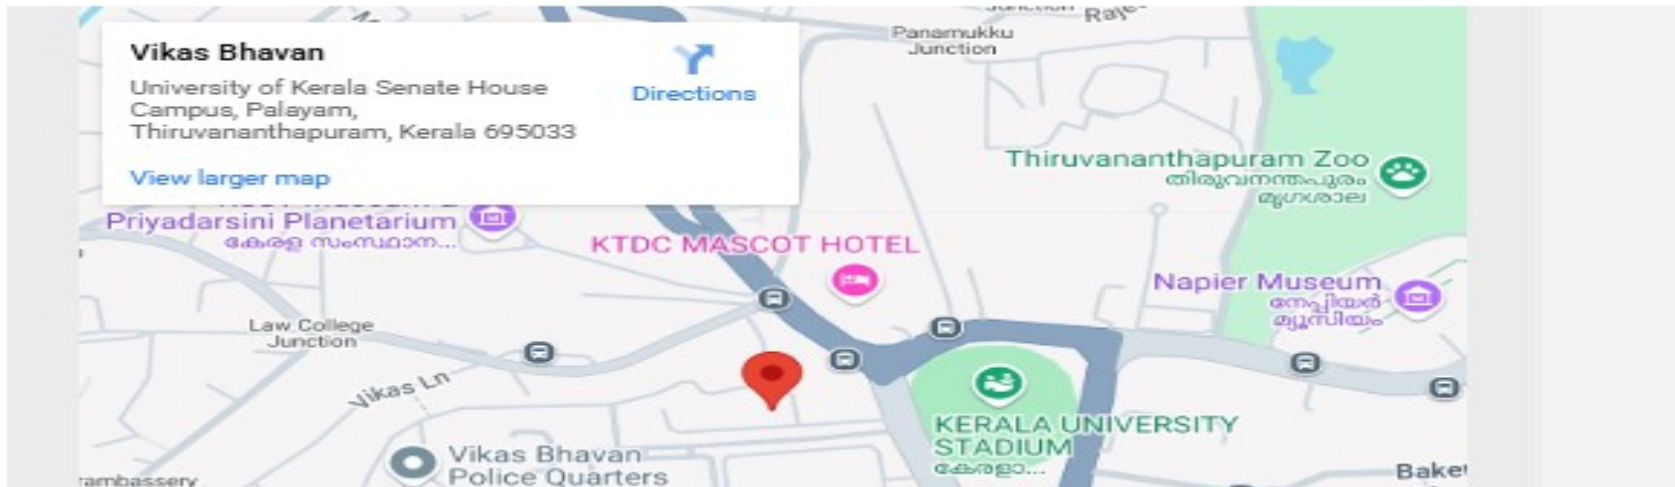 Vikas Bhavan
University of Kerala Senate House
Campus, Palayam,
Thiruvananthapuram, Kerala 695033
View larger map
Directions
Panamukku
Junction
Thiruvananthapuram Zoo
തിരുവനന്തപുരം
മൃഗശാല
Priyadarsini Planetarium
കേരള സംസ്ഥാന...
KTDC MASCOT HOTEL
Napier Museum
നേപ്പിയർ
മ്യൂസിയം
Law College
Junction
Vikas Ln
KERALA UNIVERSITY
STADIUM
കേരളാ...
Vikas Bhavan
Police Quarters